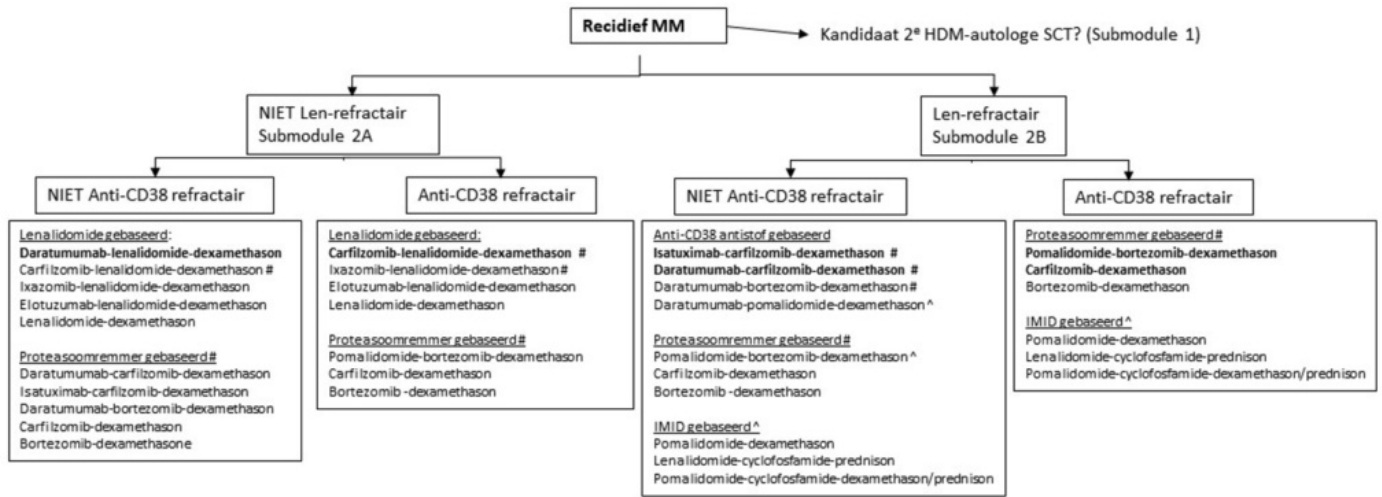 Recidief MM
Kandidaat 2e HDM-autologe SCT? (Submodule 1)
NIET Len-refractair
Submodule 2A
Len-refractair
Submodule 2B
NIET Anti-CD38 refractair
Anti-CD38 refractair
NIET Anti-CD38 refractair
Anti-CD38 refractair
Lenalidomide gebaseerd:
Daratumumab-lenalidomide-dexamethason
Carfilzomib-lenalidomide-dexamethason #
Ixazomib-lenalidomide-dexamethason
Elotuzumab-lenalidomide-dexamethason
Lenalidomide-dexamethason
Proteasoomremmer gebaseerd#
Daratumumab-carfilzomib-dexamethason
Isatuximab-carfilzomib-dexamethason
Daratumumab-bortezomib-dexamethason
Carfilzomib-dexamethason
Bortezomib-dexamethasone
Lenalidomide gebaseerd:
Carfilzomib-lenalidomide-dexamethason #
Ixazomib-lenalidomide-dexamethason #
Elotuzumab-lenalidomide-dexamethason
Lenalidomide-dexamethason
Proteasoomremmer gebaseerd#
Pomalidomide-bortezomib-dexamethason
Carfilzomib-dexamethason
Bortezomib -dexamethason
Anti-CD38 antistof gebaseerd
Isatuximab-carfilzomib-dexamethason #
Daratumumab-carfilzomib-dexamethason #
Daratumumab-bortezomib-dexamethason#
Daratumumab-pomalidomide-dexamethason^
Proteasoomremmer gebaseerd#
Pomalidomide-bortezomib-dexamethason^
Carfilzomib-dexamethason
Bortezomib -dexamethason
IMID gebaseerd^
Pomalidomide-dexamethason
Lenalidomide-cyclofosfamide-prednison
Pomalidomide-cyclofosfamide-dexamethason/prednison
Proteasoomremmer gebaseerd#
Pomalidomide-bortezomib-dexamethason
Carfilzomib-dexamethason
Bortezomib-dexamethason
IMID gebaseerd^
Pomalidomide-dexamethason
Lenalidomide-cyclofosfamide-prednison
Pomalidomide-cyclofosfamide-dexamethason/prednison